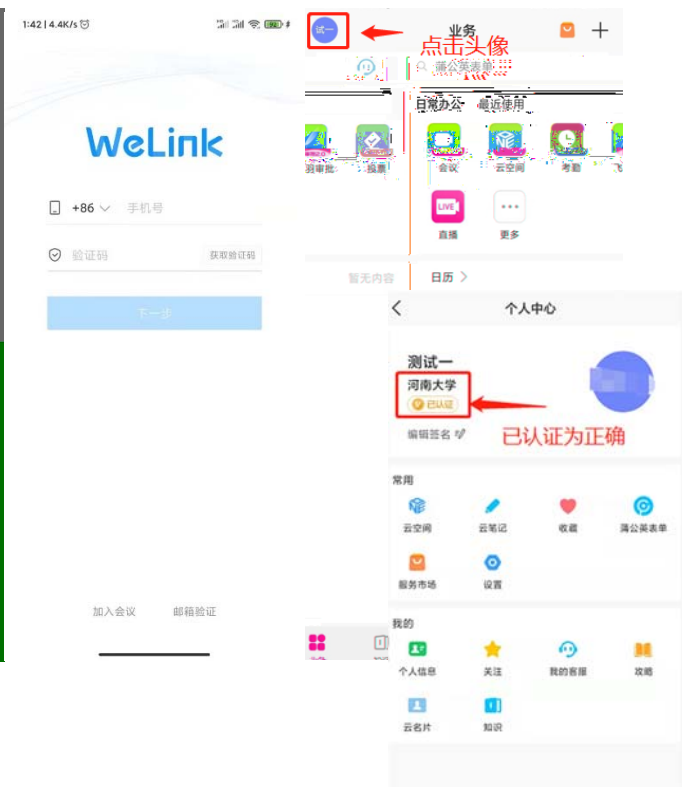 1:42 | 4.4K/s
WeLink
+86 手机号
验证码 获取验证码
下一步
加入会议 邮箱验证
试一
业务
点击头像
蒲公英表单
日常办公 最近使用
投票
会议 云空间 考勤
LIVE
直播 更多
暂无内容
日历
个人中心
测试一
河南大学
已认证
编辑签名
已认证为正确
常用
云空间 云笔记 收藏 蒲公英表单
服务市场 设置
我的
个人信息 关注 我的客服 攻略
云名片 知识